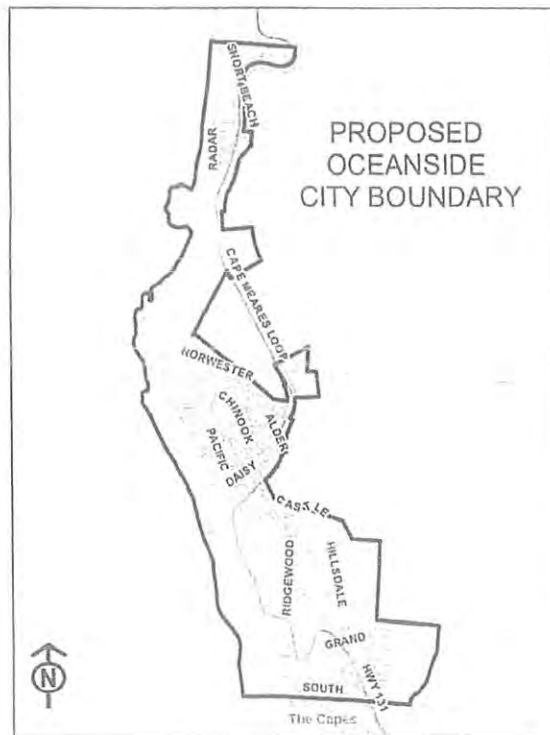 SHORT BEACH
RADAR
PROPOSED
OCEANSIDE
CITY BOUNDARY
CAPE MEARES LOOP
NORWESTER
CHINOOK
ALDER
PACIFIC
DAISY
CASTLE
RIDGEWOOD
HILLSDALE
GRAND
HWY 131
SOUTH
The Capes
N